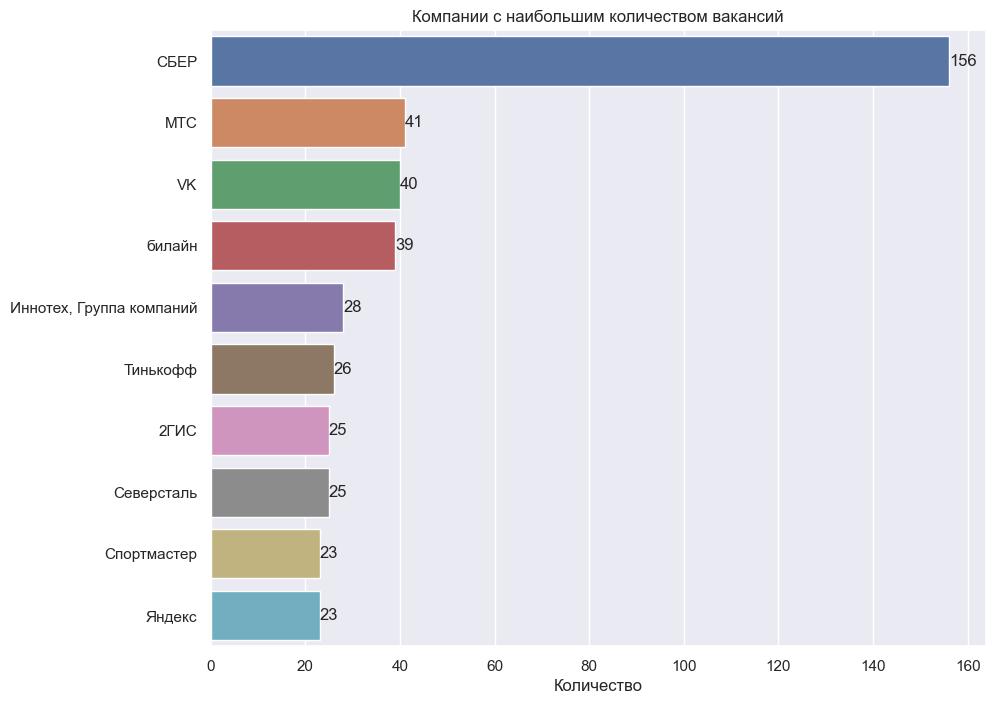 Компании с наибольшим количеством вакансий
СБЕР
156
МТС
41
VK
40
билайн
39
Иннотех, Группа компаний
28
Тинькофф
26
2ГИС
25
Северсталь
25
Спортмастер
23
Яндекс
23
0 20 40 60 80 100 120 140 160
Количество